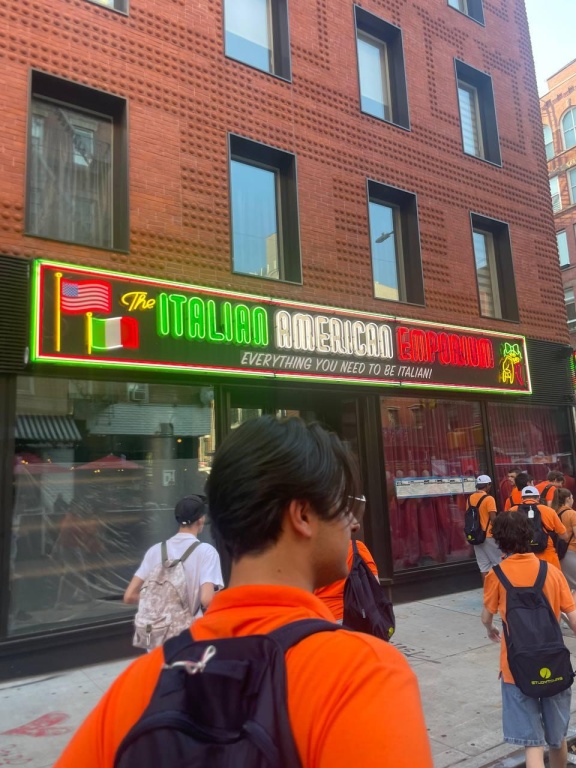 The ITALIAN AMERICAN EMPORIUM
EVERYTHING YOU NEED TO BE ITALIAN!